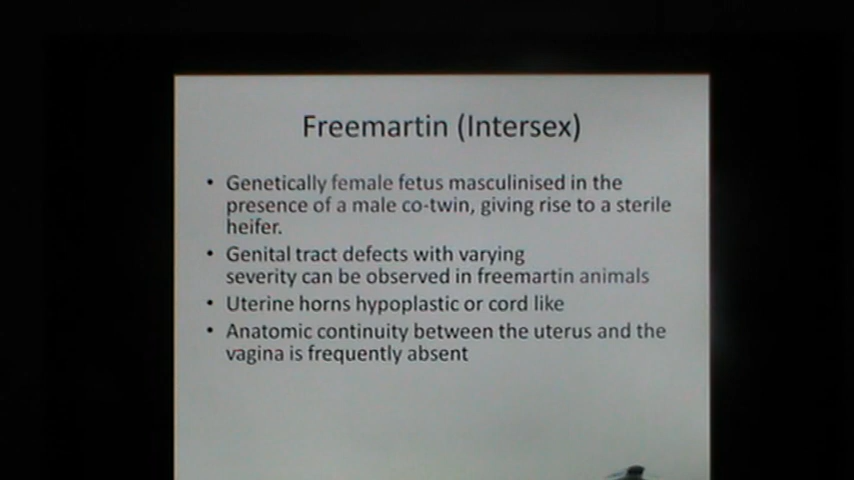 Freemartin (Intersex)
• Genetically female fetus masculinised in the
presence of a male co-twin, giving rise to a sterile
heifer.
• Genital tract defects with varying
severity can be observed in freemartin animals
• Uterine horns hypoplastic or cord like
• Anatomic continuity between the uterus and the
vagina is frequently absent